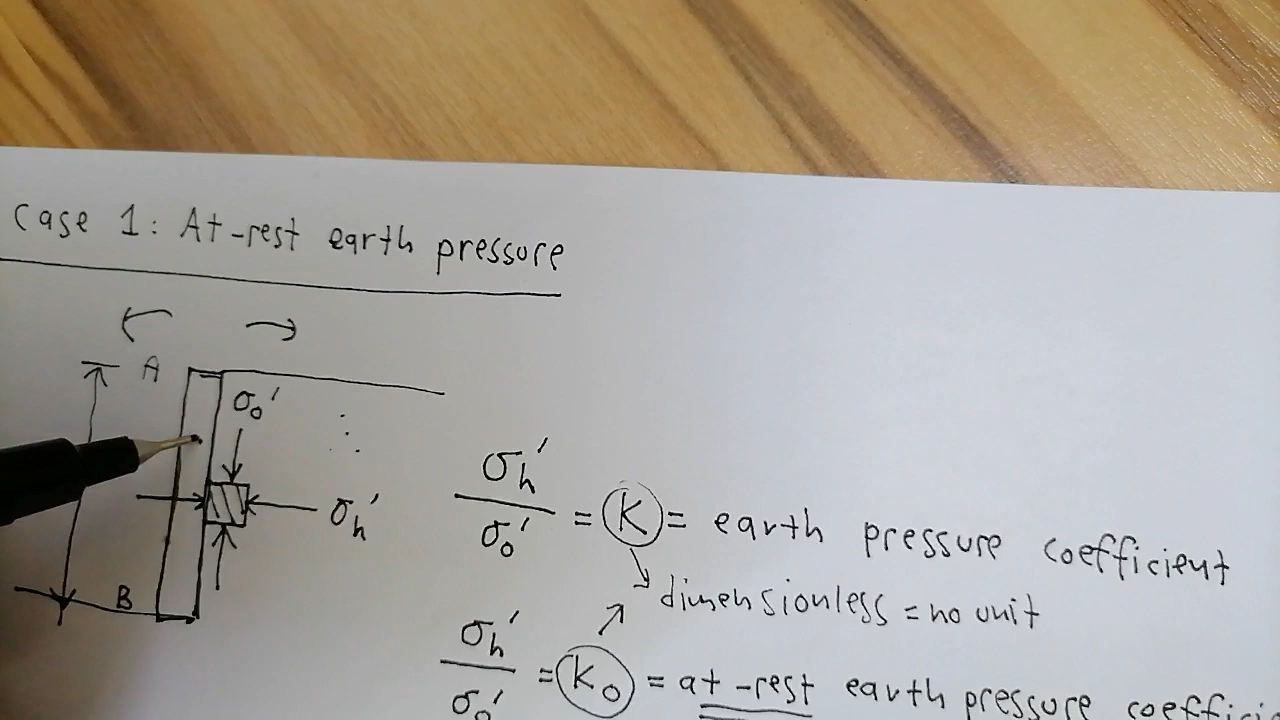 Case 1: At-rest earth pressure
A
σ₀'
σₕ'
B
σₕ'/σ₀' = K = earth pressure coefficient
dimensionless = no unit
σₕ'/σ₀' = K₀ = at-rest earth pressure